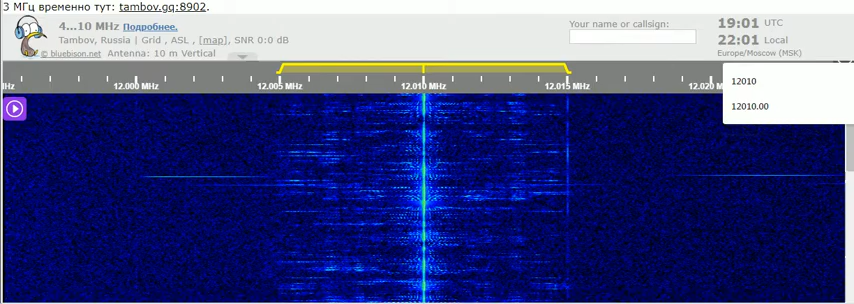 3 МГц временно тут: tambov.gq:8902.
4...10 MHz Подробнее.
Tambov, Russia | Grid , ASL , [map], SNR 0:0 dB
© bluebison.net Антенна: 10 m Vertical
Your name or callsign:
19:01 UTC
22:01 Local
Europe/Moscow (MSK)
Hz
12.000 MHz
12.005 MHz
12.010 MHz
12.015 MHz
12.020 MHz
12010
12010.00